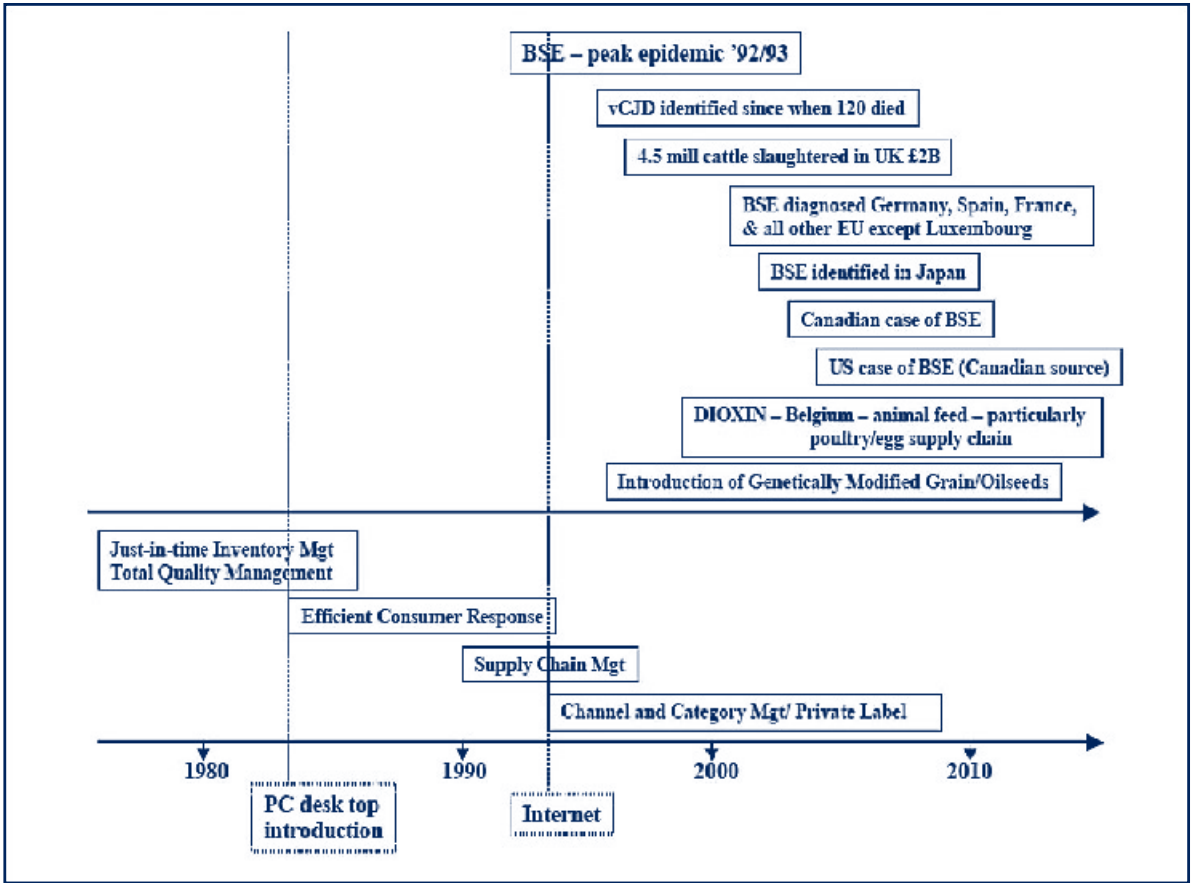 BSE – peak epidemic '92/93
vCJD identified since when 120 died
4.5 mill cattle slaughtered in UK £2B
BSE diagnosed Germany, Spain, France,
& all other EU except Luxembourg
BSE identified in Japan
Canadian case of BSE
US case of BSE (Canadian source)
DIOXIN – Belgium – animal feed – particularly
poultry/egg supply chain
Introduction of Genetically Modified Grain/Oilseeds
Just-in-time Inventory Mgt
Total Quality Management
Efficient Consumer Response
Supply Chain Mgt
Channel and Category Mgt/ Private Label
1980 1990 2000 2010
PC desk top
introduction
Internet